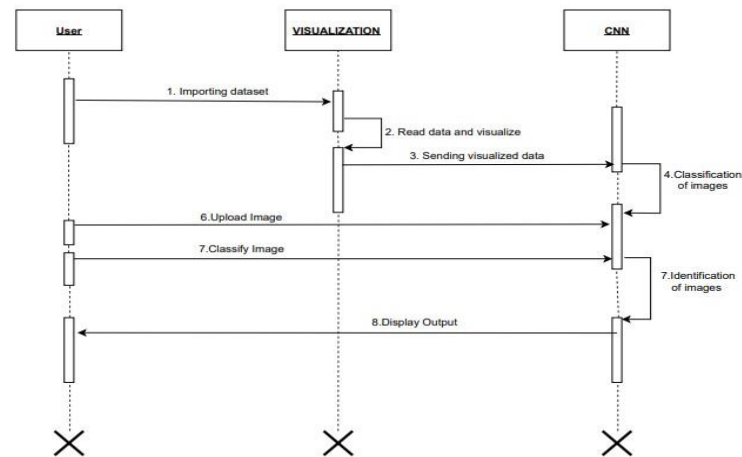 User
VISUALIZATION
CNN
1. Importing dataset
2. Read data and visualize
3. Sending visualized data
4.Classification
of images
6.Upload Image
7.Classify Image
7.Identification
of images
8.Display Output